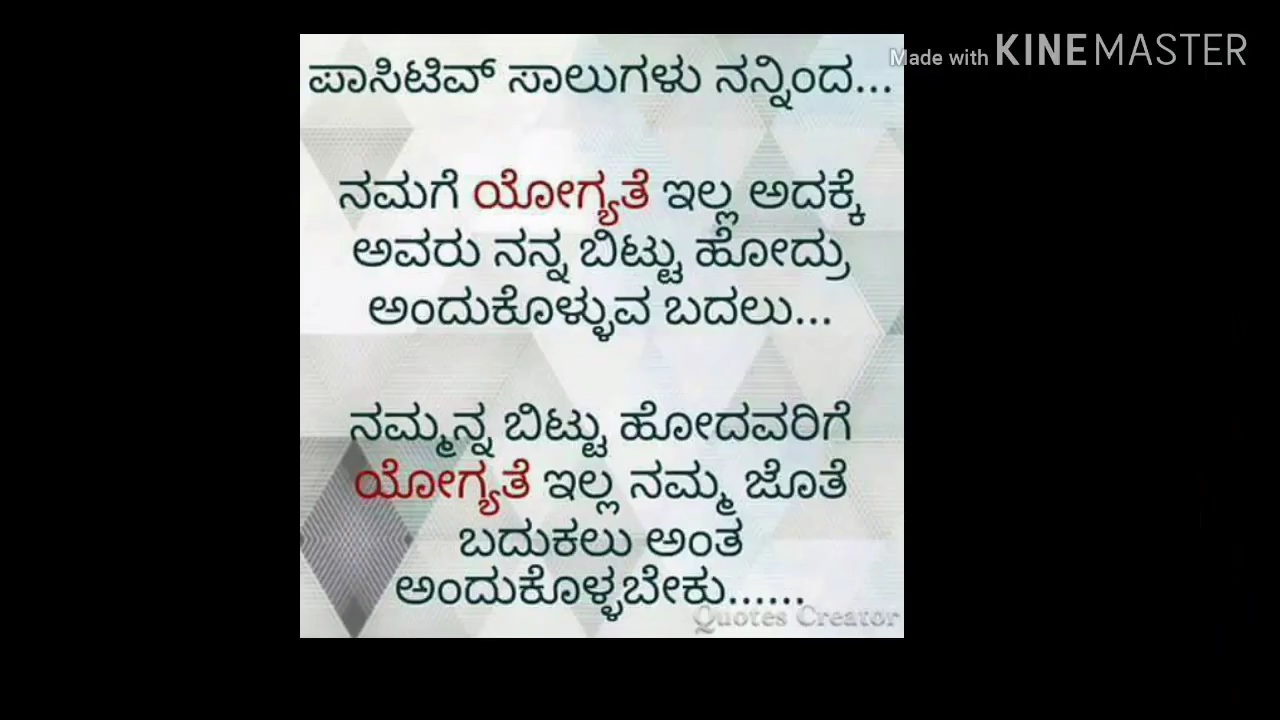 Made with KINEMASTER
ಪಾಸಿಟಿವ್ ಸಾಲುಗಳು ನನ್ನಿಂದ...
ನಮಗೆ ಯೋಗ್ಯತೆ ಇಲ್ಲ ಅದಕ್ಕೆ
ಅವರು ನನ್ನ ಬಿಟ್ಟು ಹೋದ್ರು
ಅಂದುಕೊಳ್ಳುವ ಬದಲು...
ನಮ್ಮನ್ನ ಬಿಟ್ಟು ಹೋದವರಿಗೆ
ಯೋಗ್ಯತೆ ಇಲ್ಲ ನಮ್ಮ ಜೊತೆ
ಬದುಕಲು ಅಂತ
ಅಂದುಕೊಳ್ಳಬೇಕು......
Quotes Creator